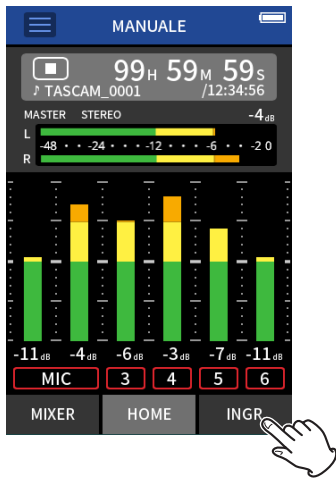 MANUALE
99H 59M 59S
♪ TASCAM_0001 /12:34:56
MASTER STEREO -4dB
L
-48 · · -24 · · · · -12 · · · · -6 · · -2 0
R
-11dB -4dB -6dB -3dB -7dB -11dB
MIC 3 4 5 6
MIXER HOME INGR.